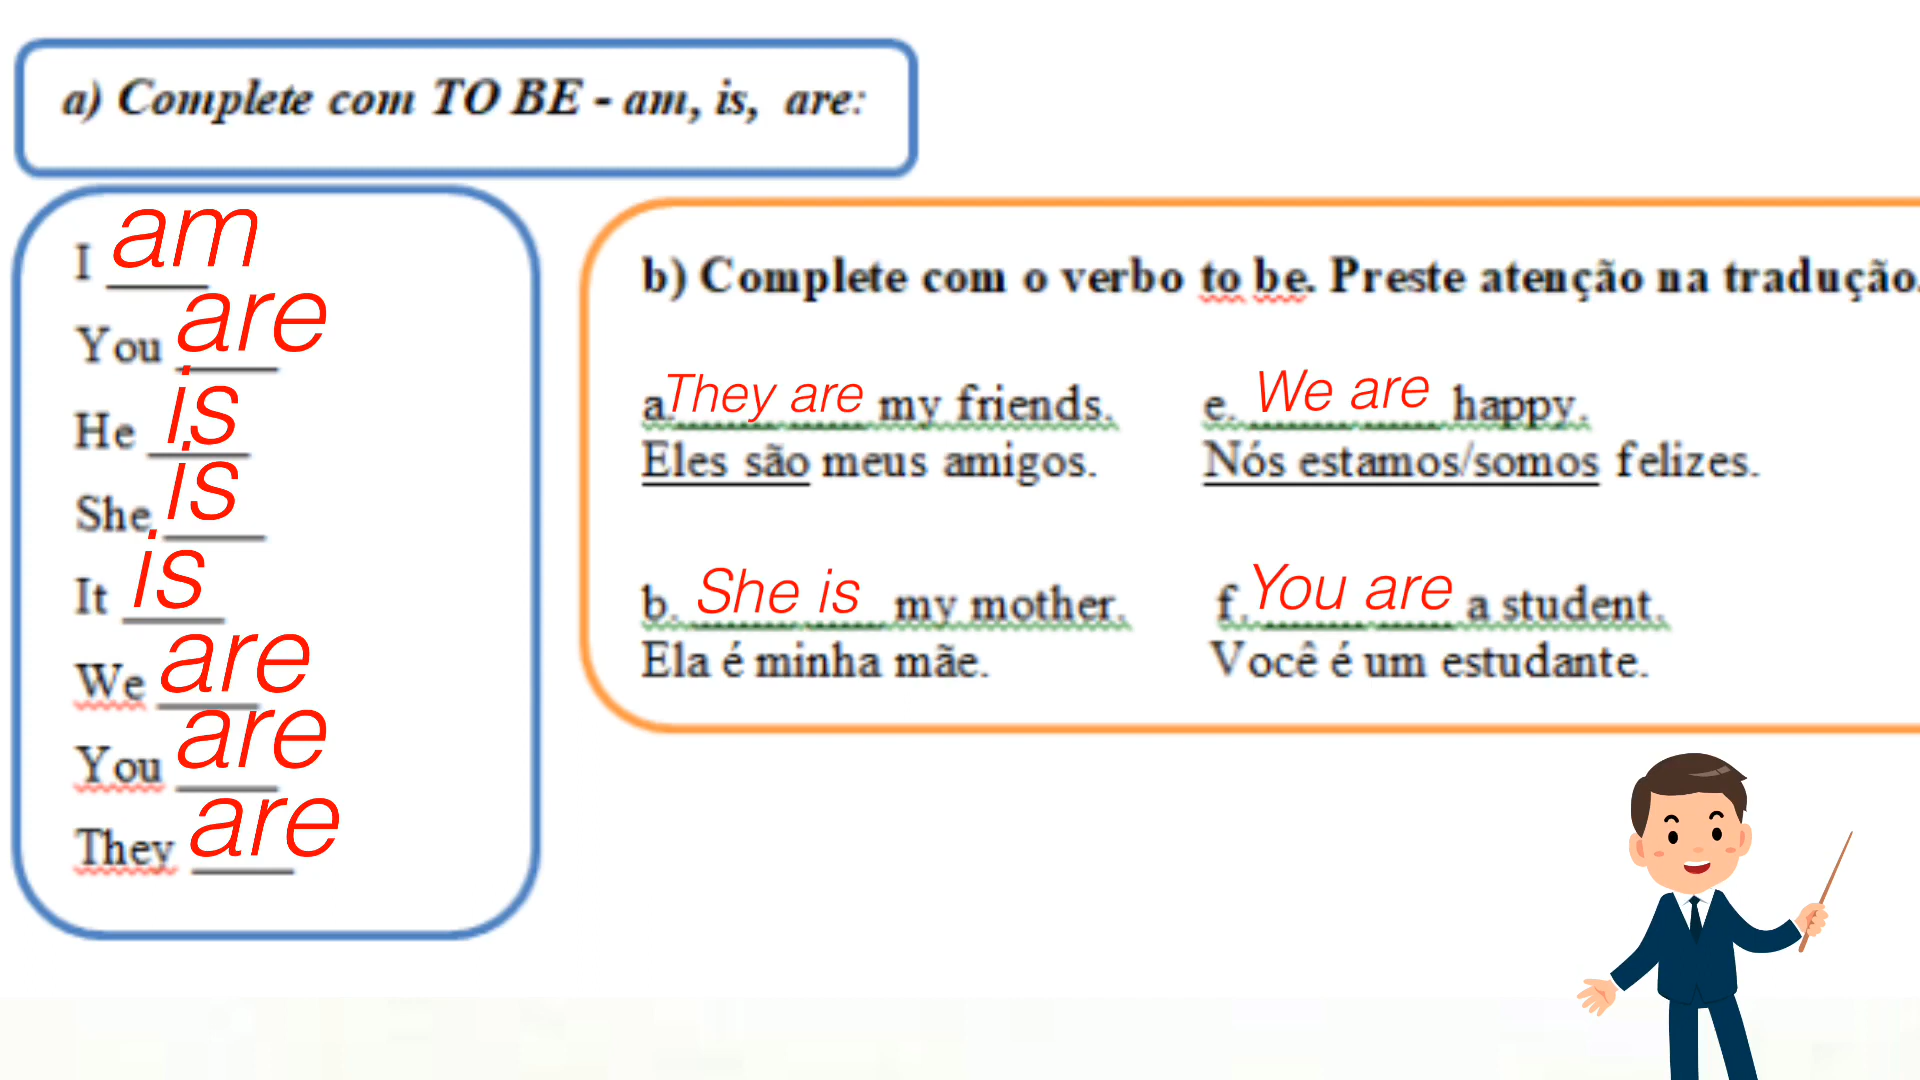 a) Complete com TO BE - am, is, are:
I am
You are
He is
She is
It is
We are
You are
They are
b) Complete com o verbo to be. Preste atenção na tradução.
a. They are my friends.
Eles são meus amigos.
e. We are happy.
Nós estamos/somos felizes.
b. She is my mother.
Ela é minha mãe.
f. You are a student.
Você é um estudante.